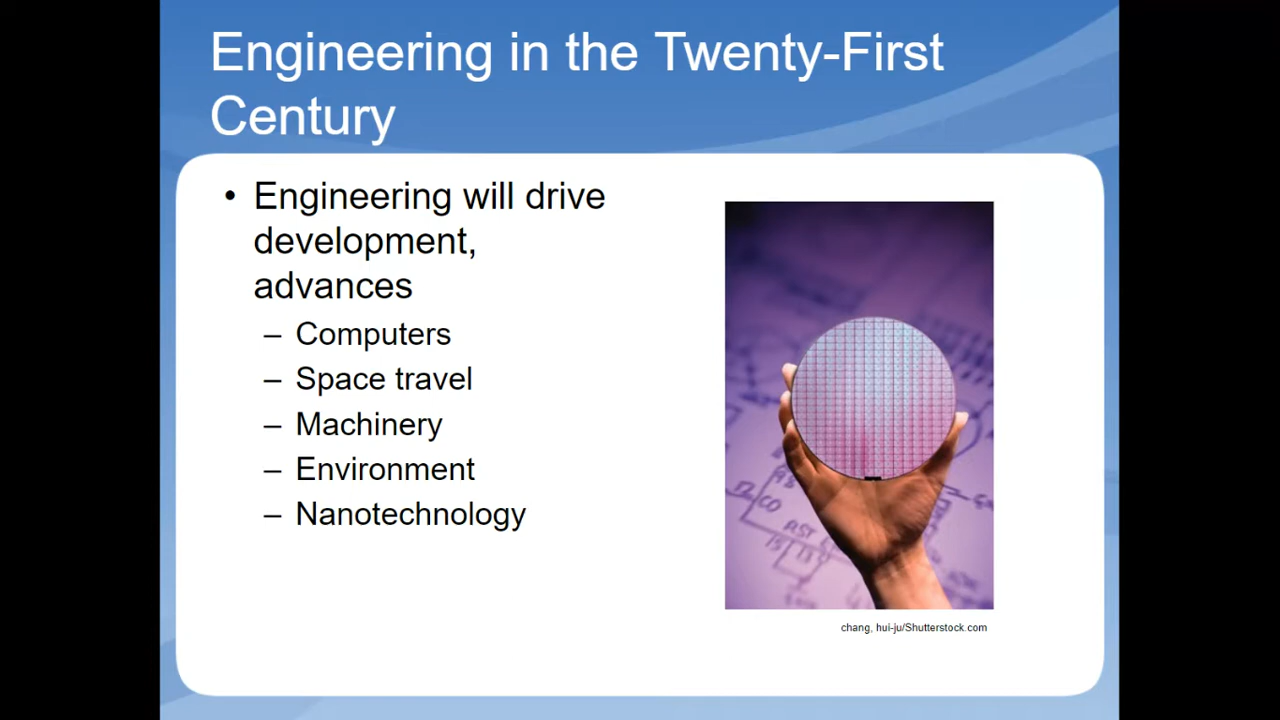 Engineering in the Twenty-First
Century
• Engineering will drive
development,
advances
– Computers
– Space travel
– Machinery
– Environment
– Nanotechnology
chang, hui-ju/Shutterstock.com